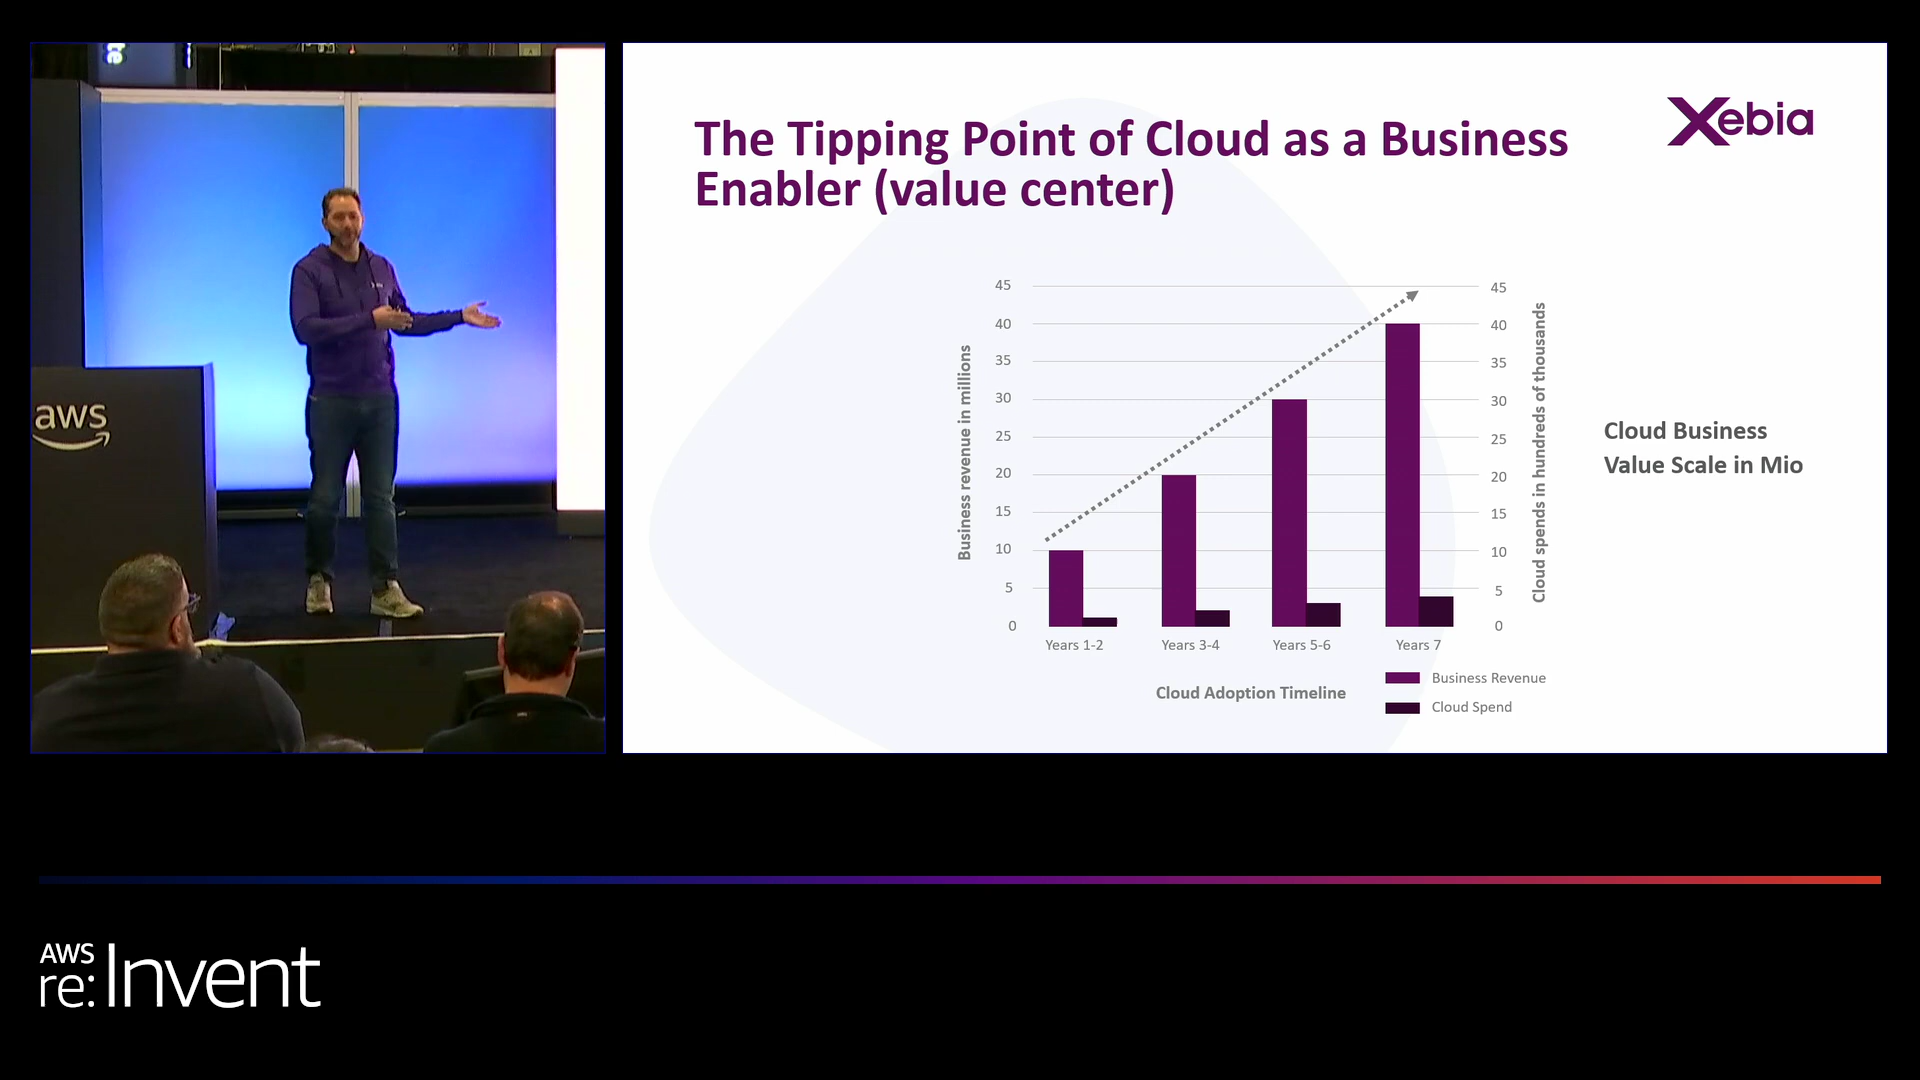 aws
The Tipping Point of Cloud as a Business
Enabler (value center)
Xebia
Business revenue in millions
45
40
35
30
25
20
15
10
5
0
45
40
35
30
25
20
15
10
5
0
Cloud spends in hundreds of thousands
Years 1-2
Years 3-4
Years 5-6
Years 7
Cloud Adoption Timeline
Business Revenue
Cloud Spend
Cloud Business
Value Scale in Mio
AWS
re:Invent